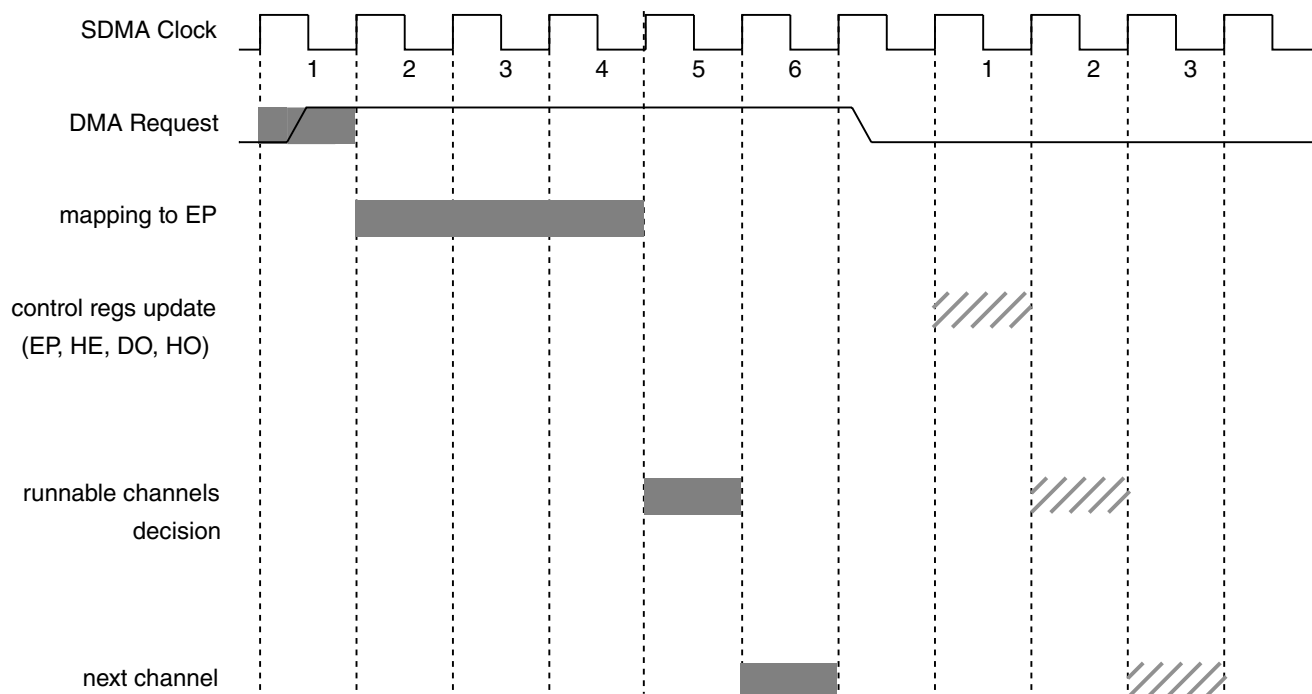 SDMA Clock
1 2 3 4 5 6 1 2 3
DMA Request
mapping to EP
control regs update
(EP, HE, DO, HO)
runnable channels
decision
next channel